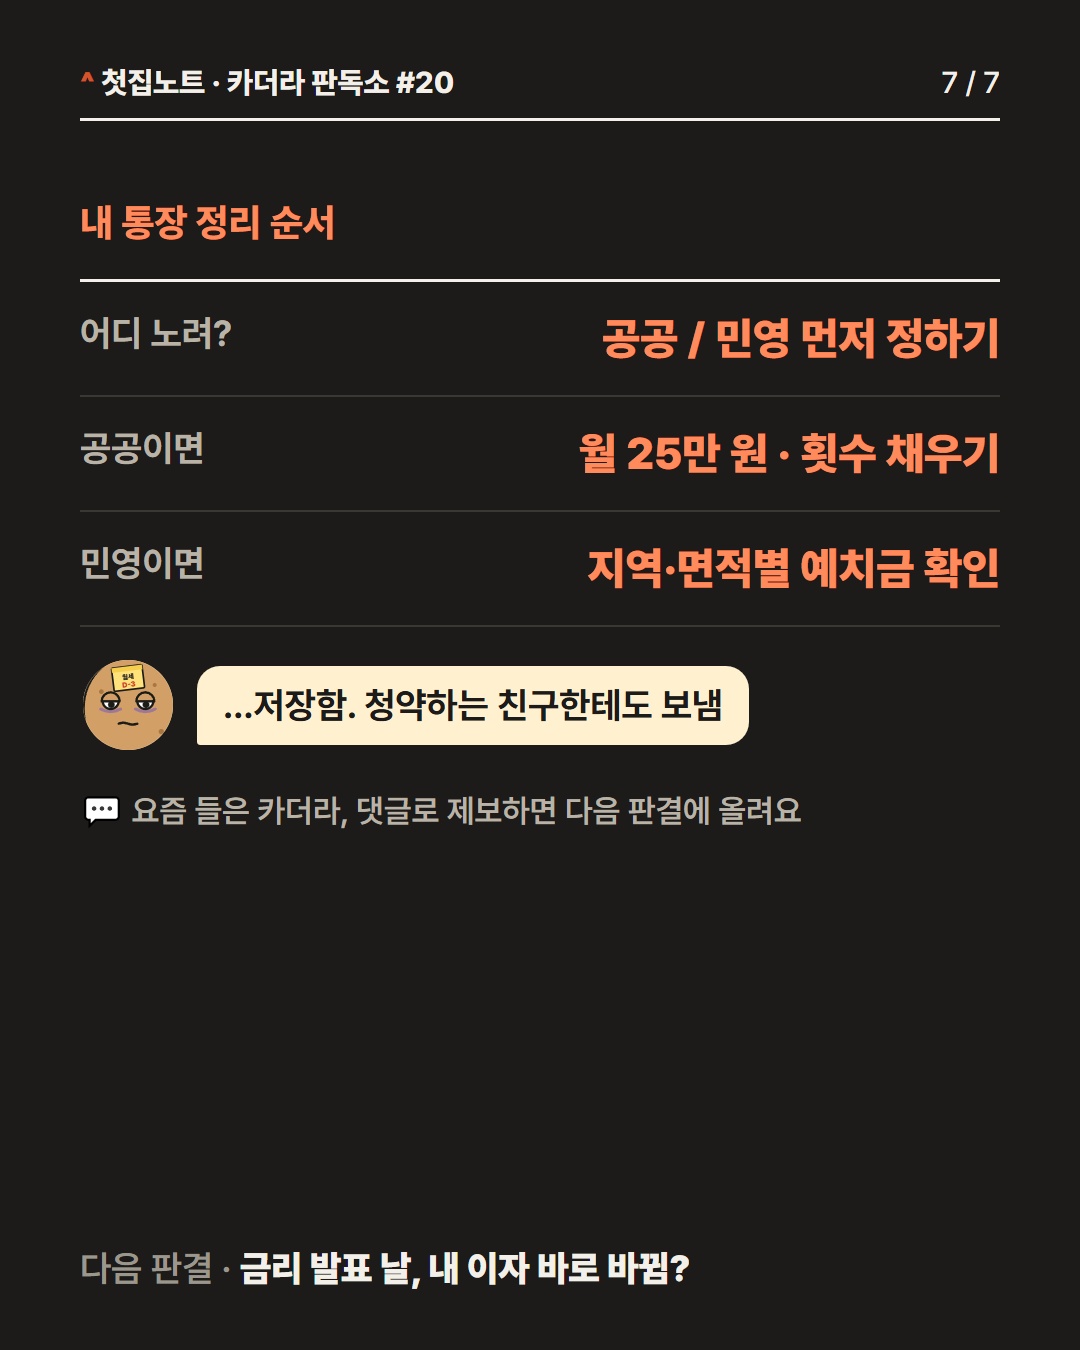 ^ 첫집노트 · 카더라 판독소 #20
7 / 7
내 통장 정리 순서
어디 노려?
공공 / 민영 먼저 정하기
공공이면
월 25만 원 · 횟수 채우기
민영이면
지역·면적별 예치금 확인
월세
D-3
...저장함. 청약하는 친구한테도 보냄
💬 요즘 들은 카더라, 댓글로 제보하면 다음 판결에 올려요
다음 판결 · 금리 발표 날, 내 이자 바로 바뀜?